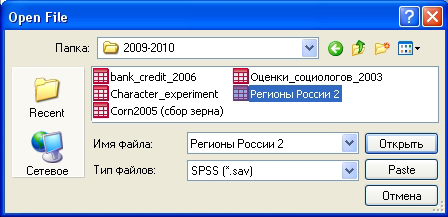 Open File
Папка: 2009-2010
bank_credit_2006 Оценки_социологов_2003
Character_experiment Регионы России 2
Corn2005 (сбор зерна)
Recent
Сетевое
Имя файла: Регионы России 2 Открыть
Тип файлов: SPSS (*.sav) Paste
Отмена